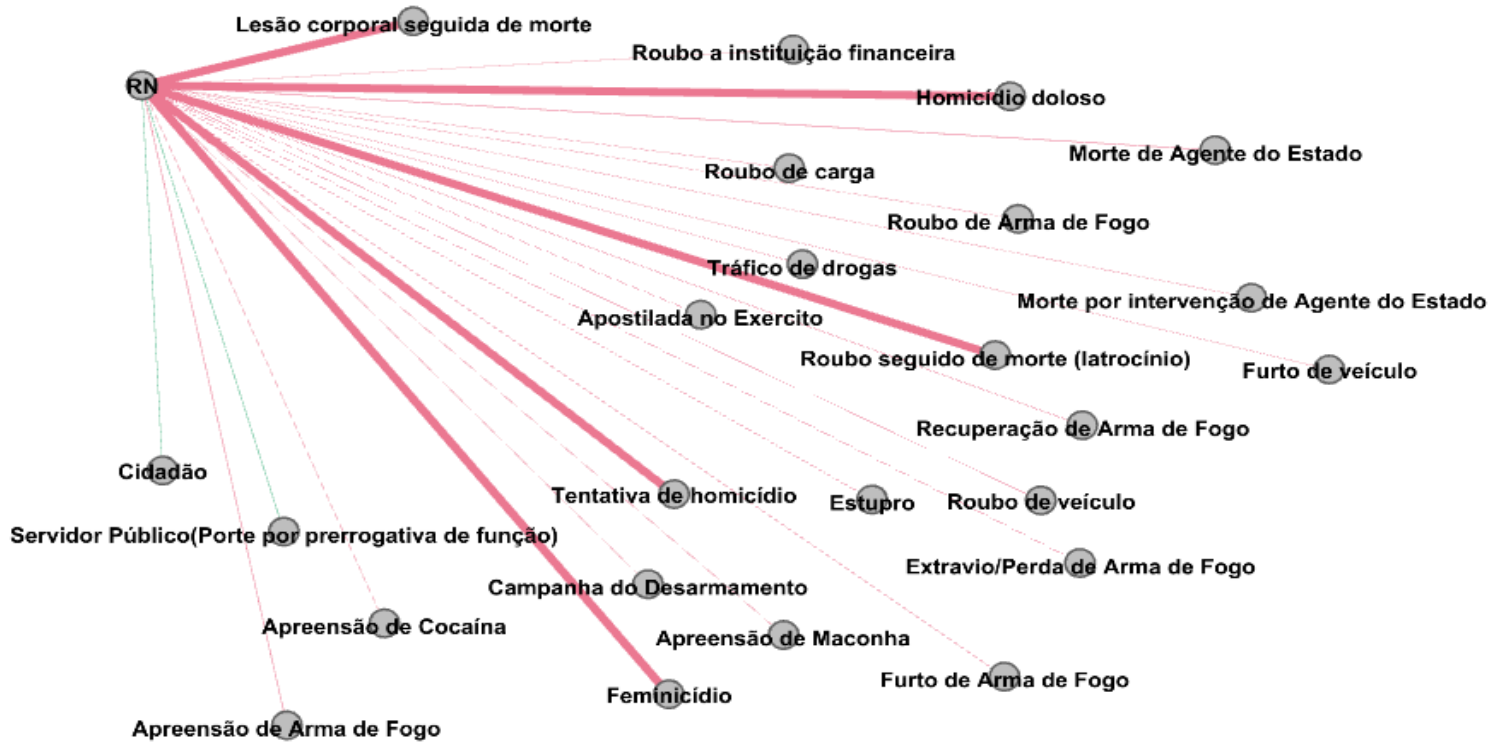 Lesão corporal seguida de morte
Roubo a instituição financeira
RN
Homicídio doloso
Morte de Agente do Estado
Roubo de carga
Roubo de Arma de Fogo
Tráfico de drogas
Morte por intervenção de Agente do Estado
Apostilada no Exercito
Roubo seguido de morte (latrocínio)
Furto de veículo
Recuperação de Arma de Fogo
Cidadão
Tentativa de homicídio
Estupro
Roubo de veículo
Servidor Público(Porte por prerrogativa de função)
Extravio/Perda de Arma de Fogo
Campanha do Desarmamento
Apreensão de Cocaína
Apreensão de Maconha
Furto de Arma de Fogo
Feminicídio
Apreensão de Arma de Fogo